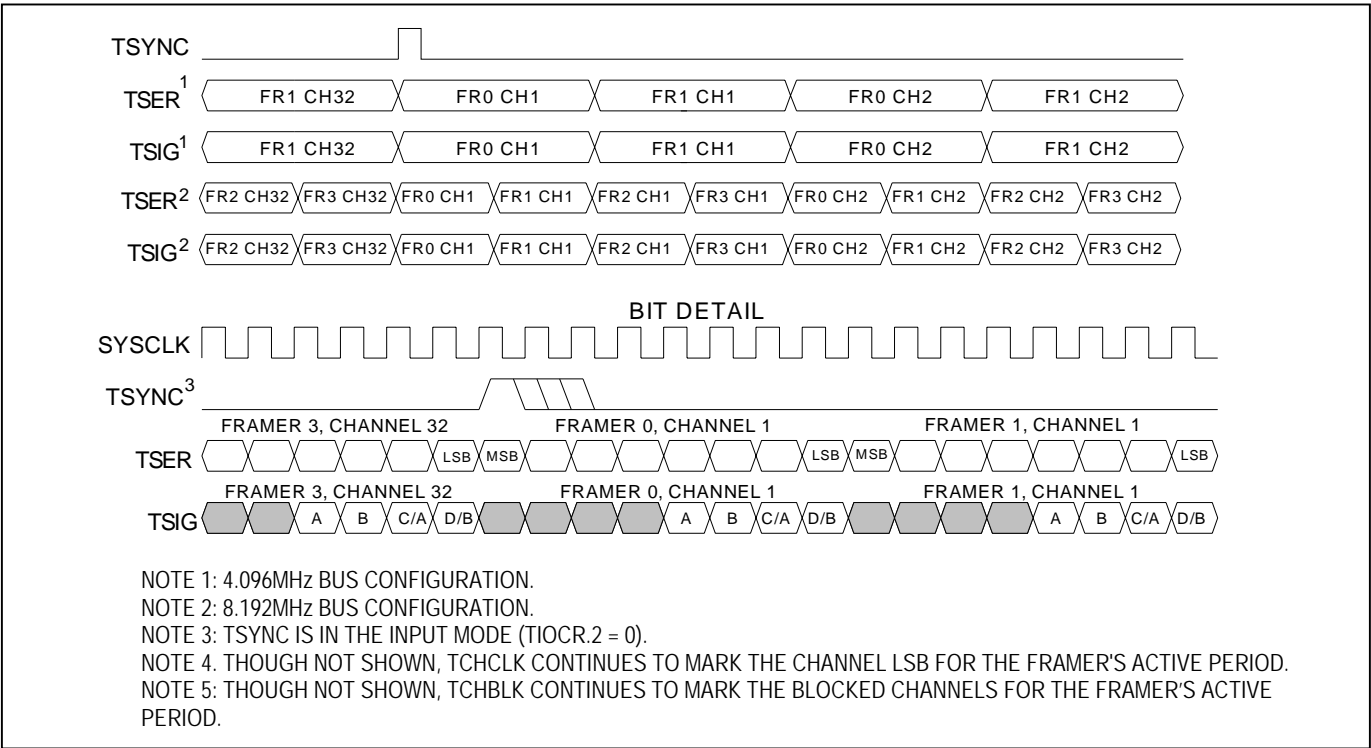 TSYNC
TSER1 FR1 CH32 FR0 CH1 FR1 CH1 FR0 CH2 FR1 CH2
TSIG1 FR1 CH32 FR0 CH1 FR1 CH1 FR0 CH2 FR1 CH2
TSER2 FR2 CH32 FR3 CH32 FR0 CH1 FR1 CH1 FR2 CH1 FR3 CH1 FR0 CH2 FR1 CH2 FR2 CH2 FR3 CH2
TSIG2 FR2 CH32 FR3 CH32 FR0 CH1 FR1 CH1 FR2 CH1 FR3 CH1 FR0 CH2 FR1 CH2 FR2 CH2 FR3 CH2
BIT DETAIL
SYSCLK
TSYNC3
FRAMER 3, CHANNEL 32 FRAMER 0, CHANNEL 1 FRAMER 1, CHANNEL 1
TSER LSB MSB LSB MSB LSB
FRAMER 3, CHANNEL 32 FRAMER 0, CHANNEL 1 FRAMER 1, CHANNEL 1
TSIG A B C/A D/B A B C/A D/B A B C/A D/B
NOTE 1: 4.096MHz BUS CONFIGURATION.
NOTE 2: 8.192MHz BUS CONFIGURATION.
NOTE 3: TSYNC IS IN THE INPUT MODE (TIOCR.2 = 0).
NOTE 4. THOUGH NOT SHOWN, TCHCLK CONTINUES TO MARK THE CHANNEL LSB FOR THE FRAMER'S ACTIVE PERIOD.
NOTE 5: THOUGH NOT SHOWN, TCHBLK CONTINUES TO MARK THE BLOCKED CHANNELS FOR THE FRAMER’S ACTIVE
PERIOD.